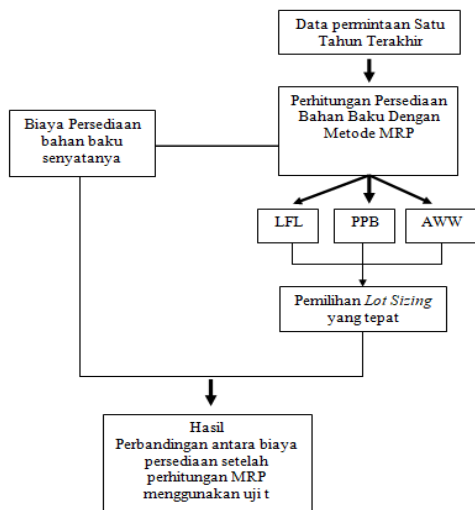 Data permintaan Satu
Tahun Terakhir
Perhitungan Persediaan
Bahan Baku Dengan
Metode MRP
Biaya Persediaan
bahan baku
senyatanya
LFL
PPB
AWW
Pemilihan Lot Sizing
yang tepat
Hasil
Perbandingan antara biaya
persediaan setelah
perhitungan MRP
menggunakan uji t